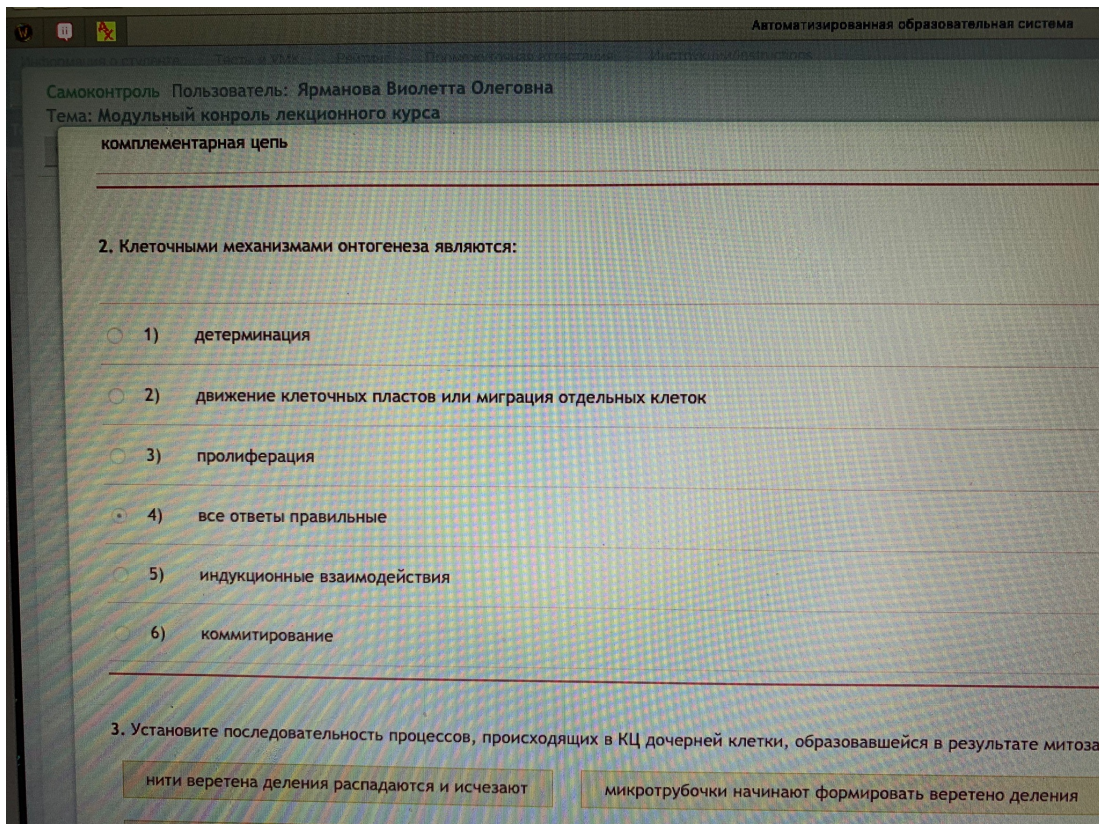 Автоматизированная образовательная система
Самоконтроль Пользователь: Ярманова Виолетта Олеговна
Тема: Модульный конроль лекционного курса
комплементарная цепь
2. Клеточными механизмами онтогенеза являются:
1) детерминация
2) движение клеточных пластов или миграция отдельных клеток
3) пролиферация
4) все ответы правильные
5) индукционные взаимодействия
6) коммитирование
3. Установите последовательность процессов, происходящих в КЦ дочерней клетки, образовавшейся в результате митоза
нити веретена деления распадаются и исчезают
микротрубочки начинают формировать веретено деления